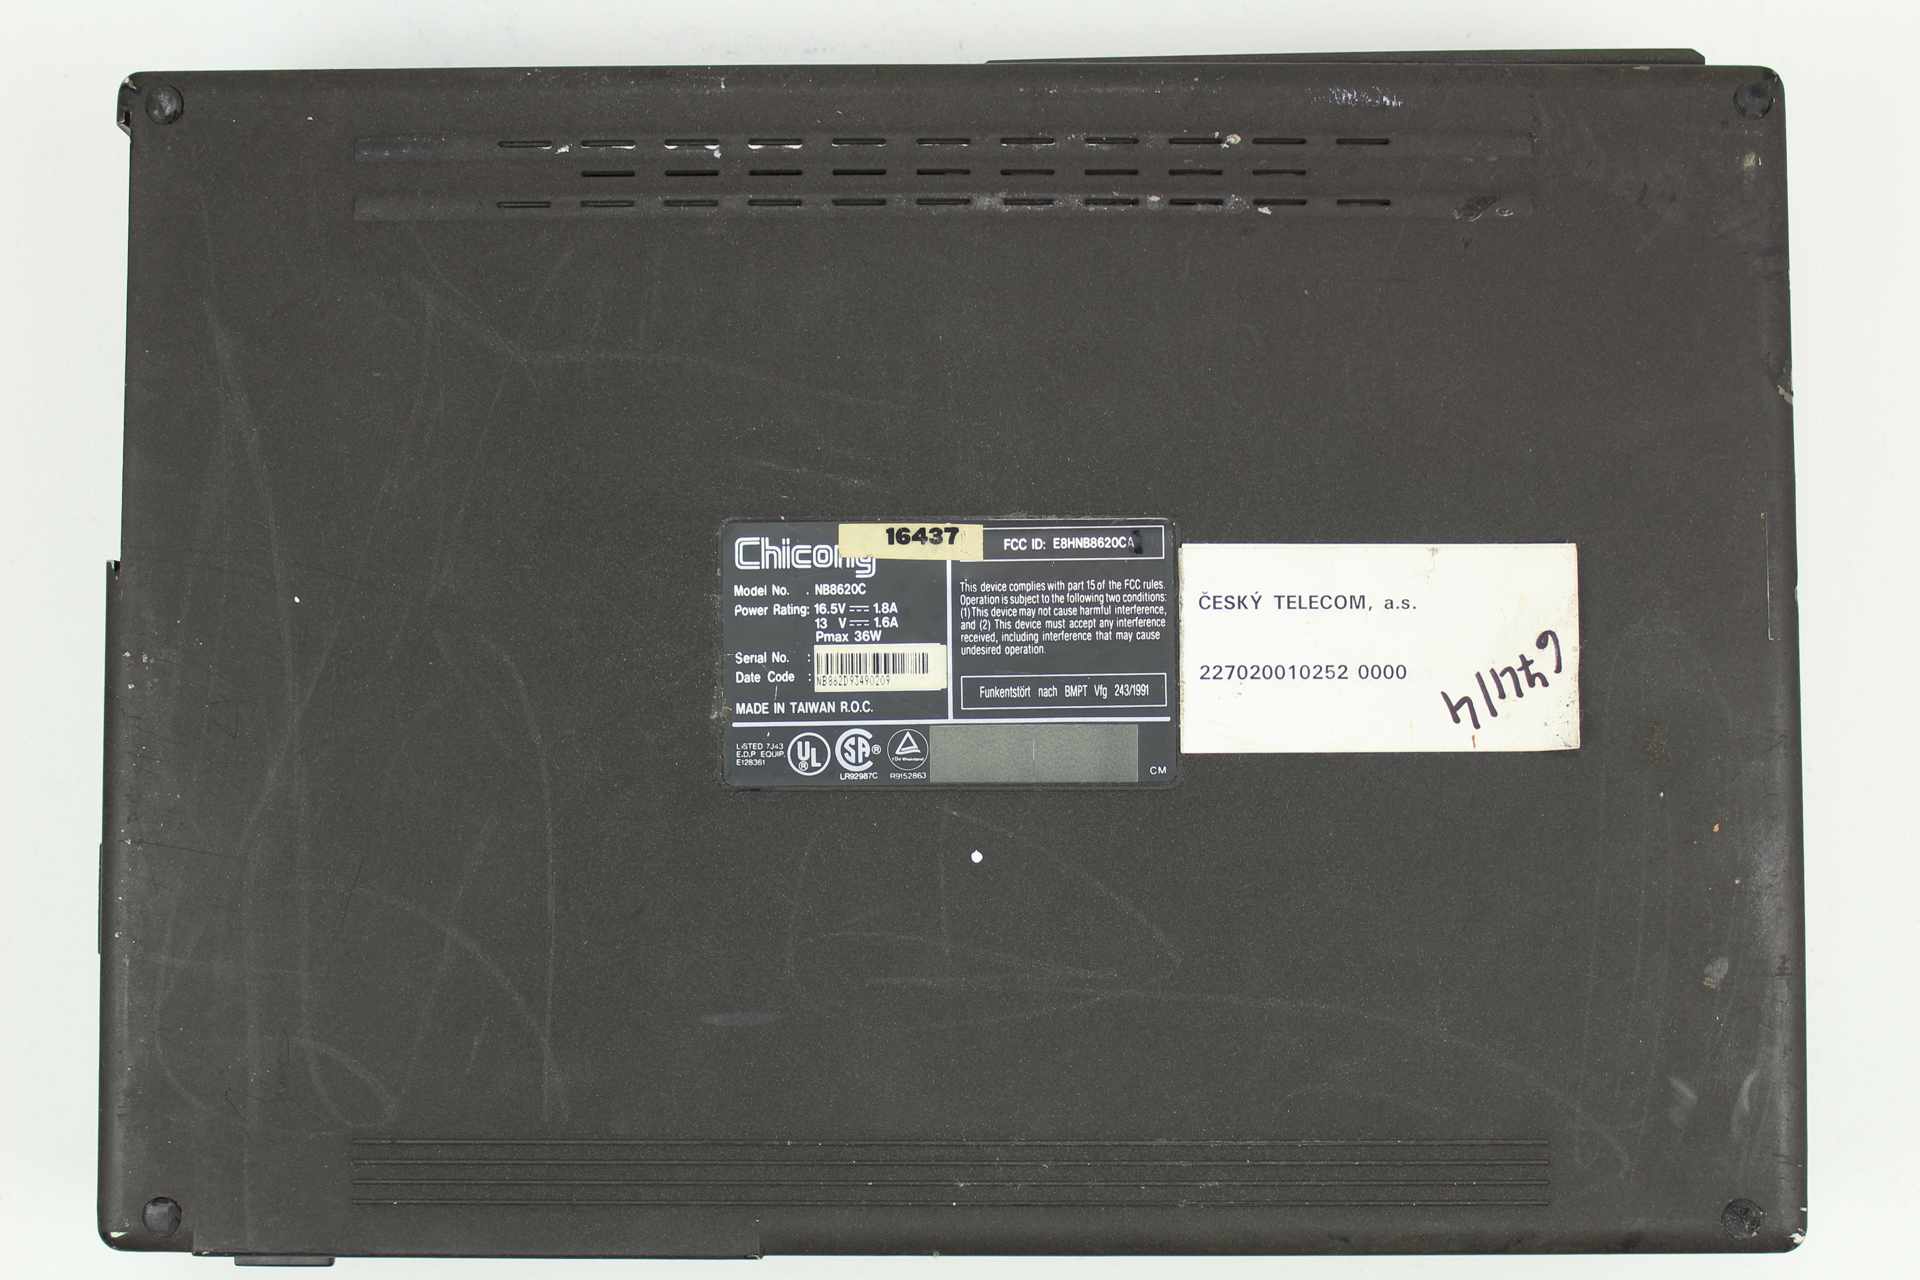 16437
Chicony
Model No. . NB8620C
Power Rating: 16.5V 1.8A
13 V 1.6A
Pmax 36W
Serial No. :
Date Code :
NB862D93490209
MADE IN TAIWAN R.O.C.
FCC ID: E8HNB8620CA
This device complies with part 15 of the FCC rules.
Operation is subject to the following two conditions:
(1) This device may not cause harmful interference,
and (2) This device must accept any interference
received, including interference that may cause
undesired operation.
Funkentstört nach BMPT Vfg 243/1991
LISTED 7J43
E.D.P EQUIP.
E128361
UL
®
SA ®
LR92987C
R9152863
CM
ČESKÝ TELECOM, a.s.
227020010252 0000